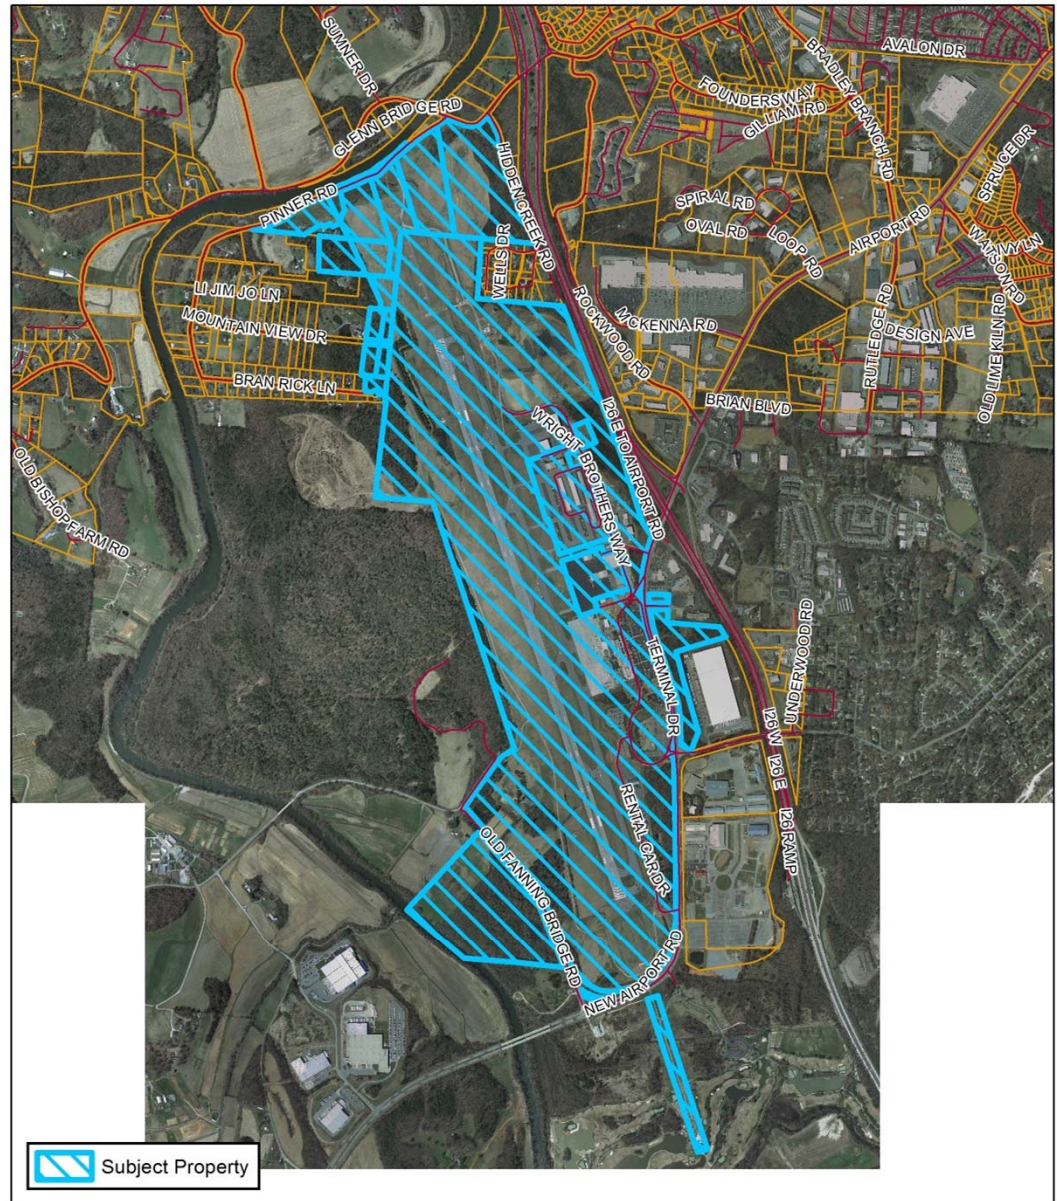 SUMNER DR
AVALON DR
BRADLEY BRANCH RD
FOUNDERS WAY
GILLIAM RD
GLENN BRIDGE RD
SPRUCE DR
HIDDEN CREEK RD
PINNER RD
SPIRAL RD
OVAL RD
LOOP RD
AIRPORT RD
IVY LN
WATSON RD
WELLS DR
LI JIM JO LN
ROCKWOOD RD
MCKENNA RD
RUTLEDGE RD
DESIGN AVE
OLD LIME KILN RD
MOUNTAIN VIEW DR
BRAN RICK LN
BRIAN BLVD
I26 E TO AIRPORT RD
WRIGHT BROTHERS WAY
OLD BISHOP FARM RD
UNDERWOOD RD
TERMINAL DR
I26 W
I26 E
I26 RAMP
RENTAL CAR DR
OLD FANNING BRIDGE RD
NEW AIRPORT RD
Subject Property